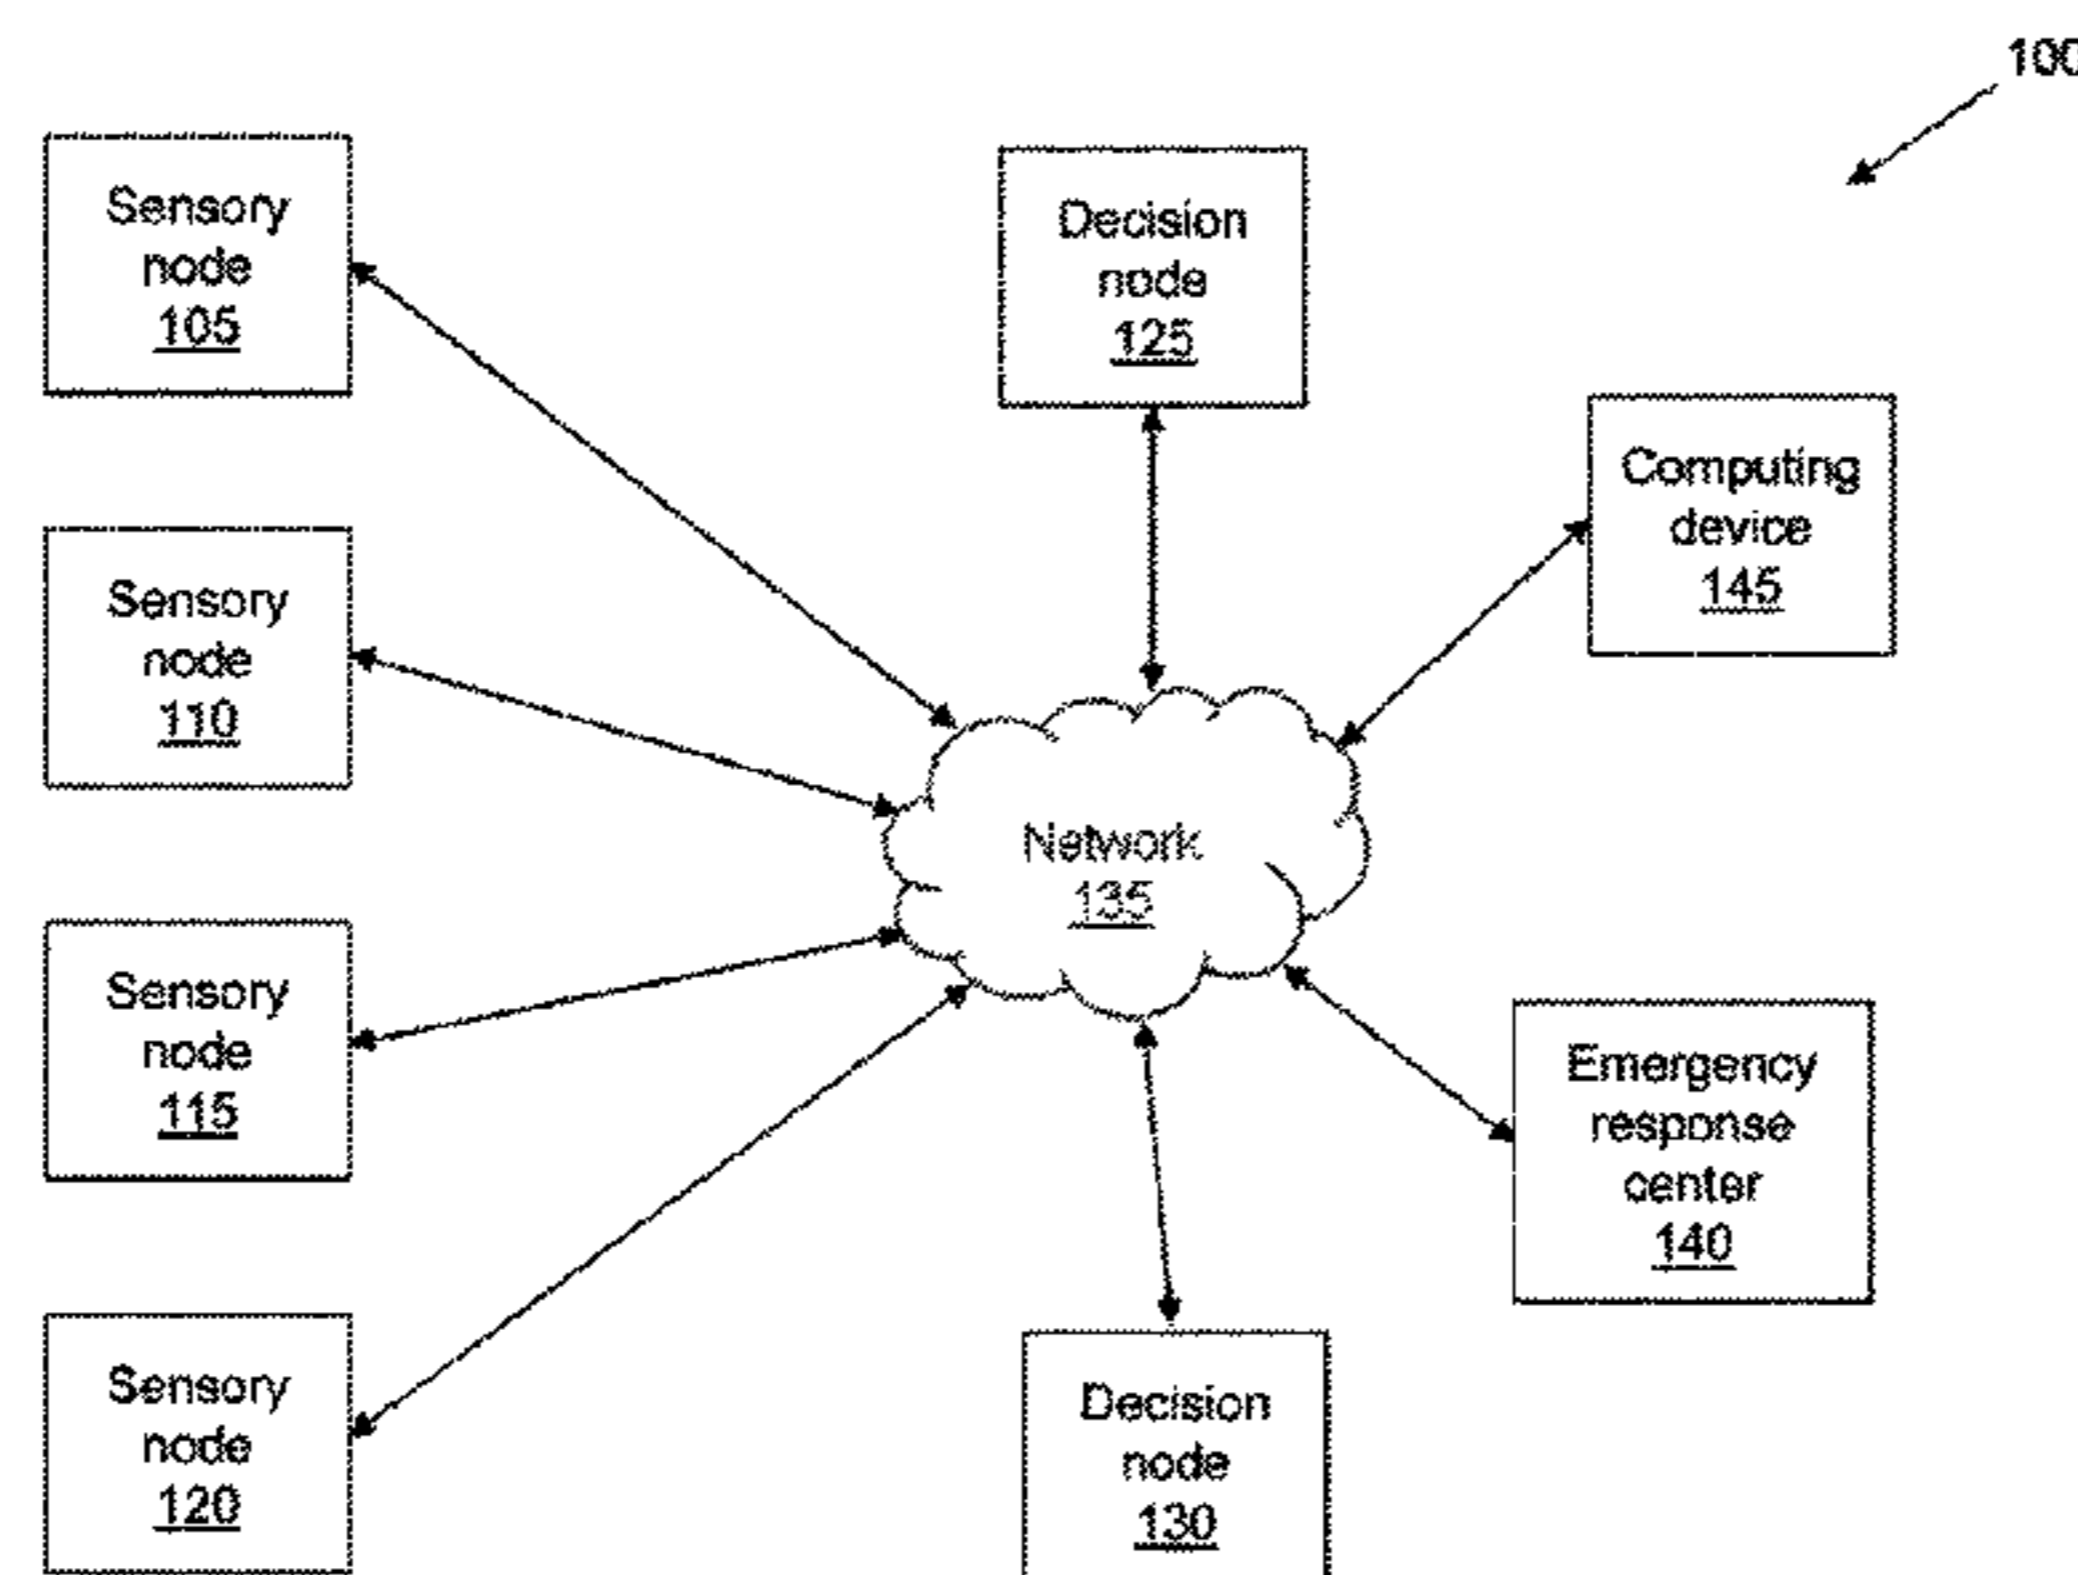 100
Sensory
node
105
Decision
node
125
Computing
device
145
Sensory
node
110
Network
135
Sensory
node
115
Emergency
response
center
140
Sensory
node
120
Decision
node
130